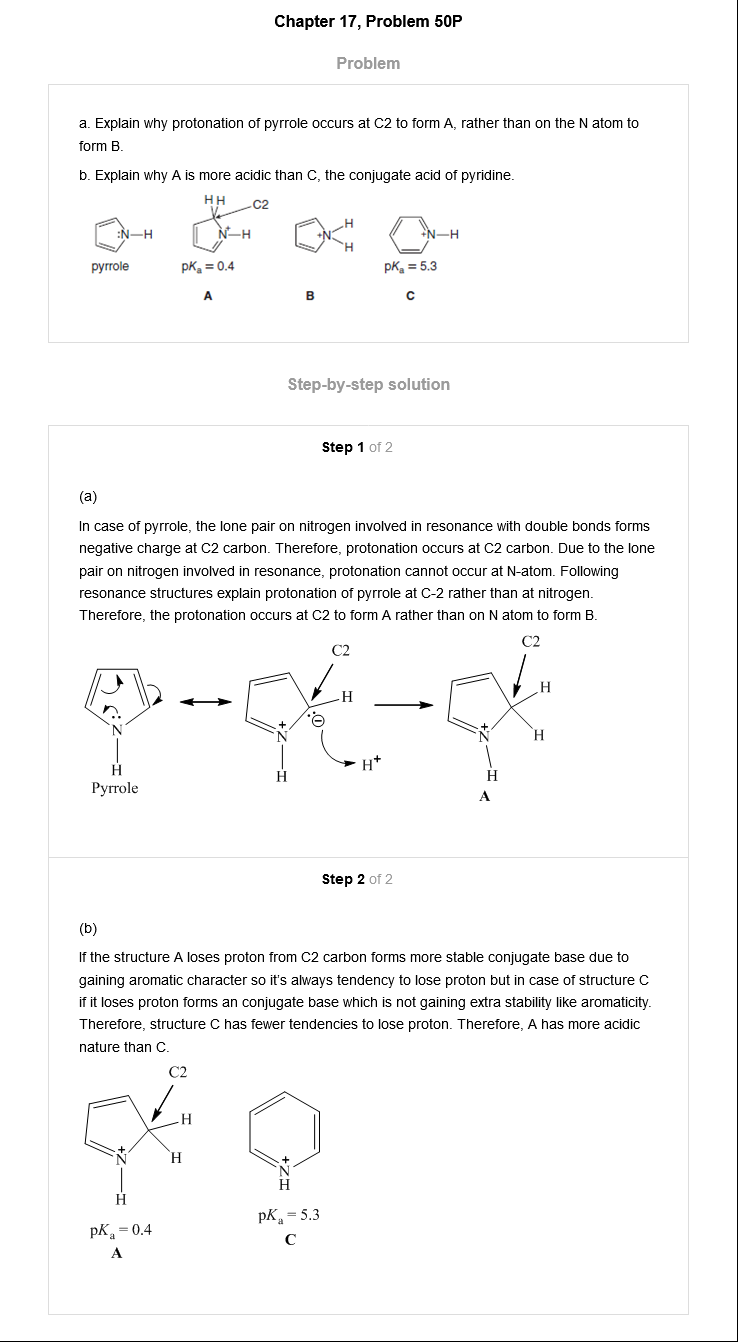 Chapter 17, Problem 50P
Problem
a. Explain why protonation of pyrrole occurs at C2 to form A, rather than on the N atom to
form B.
b. Explain why A is more acidic than C, the conjugate acid of pyridine.
H H
C2
:N—H
N+—H
+N
H
H
+N—H
pyrrole
pKa = 0.4
pKa = 5.3
A
B
C
Step-by-step solution
Step 1 of 2
(a)
In case of pyrrole, the lone pair on nitrogen involved in resonance with double bonds forms
negative charge at C2 carbon. Therefore, protonation occurs at C2 carbon. Due to the lone
pair on nitrogen involved in resonance, protonation cannot occur at N-atom. Following
resonance structures explain protonation of pyrrole at C-2 rather than at nitrogen.
Therefore, the protonation occurs at C2 to form A rather than on N atom to form B.
C2
C2
H
H
N
+
N
+
N
H
H
H
H
H+
Pyrrole
A
Step 2 of 2
(b)
If the structure A loses proton from C2 carbon forms more stable conjugate base due to
gaining aromatic character so it's always tendency to lose proton but in case of structure C
if it loses proton forms an conjugate base which is not gaining extra stability like aromaticity.
Therefore, structure C has fewer tendencies to lose proton. Therefore, A has more acidic
nature than C.
C2
H
+
N
H
H
+
N
H
pKa = 0.4
pKa = 5.3
A
C